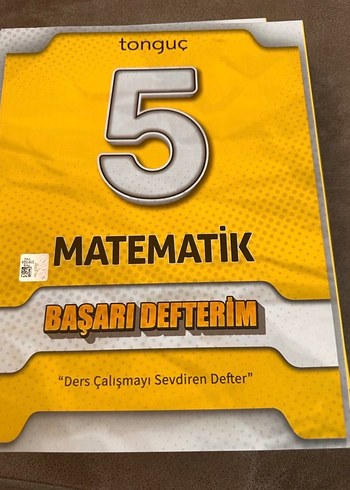 tonguç
5
MATEMATİK
BAŞARI DEFTERİM
“Ders Çalışmayı Sevdiren Defter”